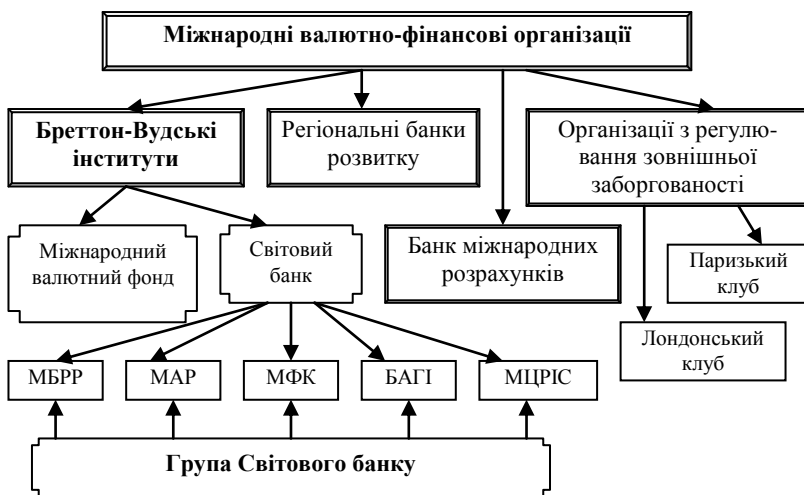 Міжнародні валютно-фінансові організації
Бреттон-Вудські
інститути
Регіональні банки
розвитку
Організації з регулю-
вання зовнішньої
заборгованості
Міжнародний
валютний фонд
Світовий
банк
Банк міжнародних
розрахунків
Паризький
клуб
Лондонський
клуб
МБРР
МАР
МФК
БАГІ
МЦРІС
Група Світового банку